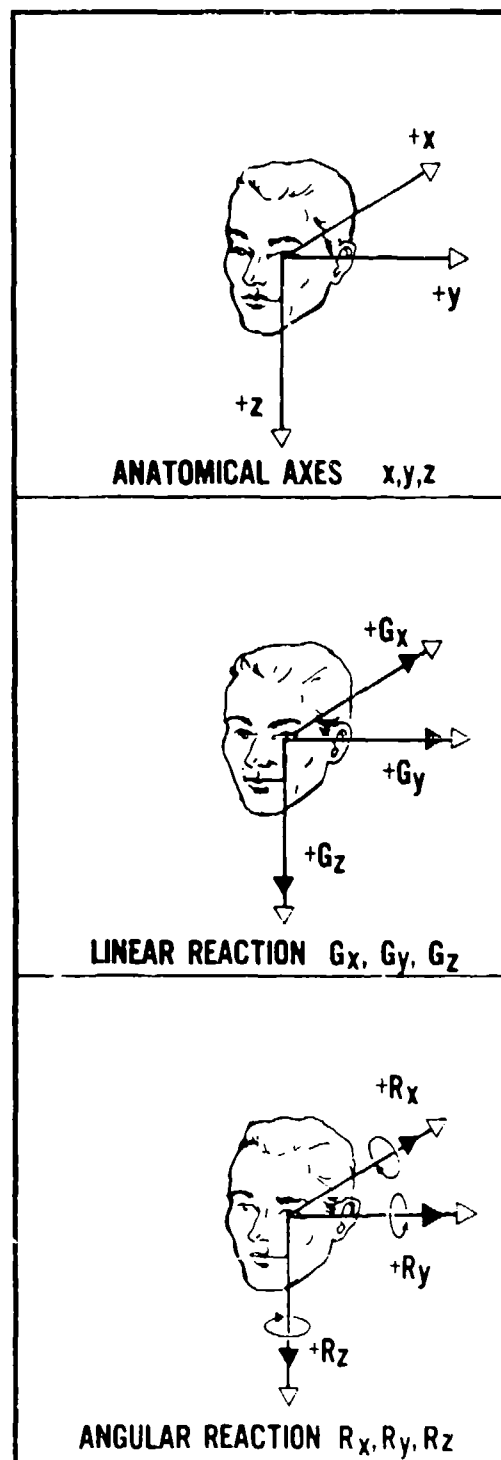 +x
+y
+z
ANATOMICAL AXES x,y,z
+Gx
+Gy
+Gz
LINEAR REACTION Gx, Gy, Gz
+Rx
+Ry
+Rz
ANGULAR REACTION Rx, Ry, Rz